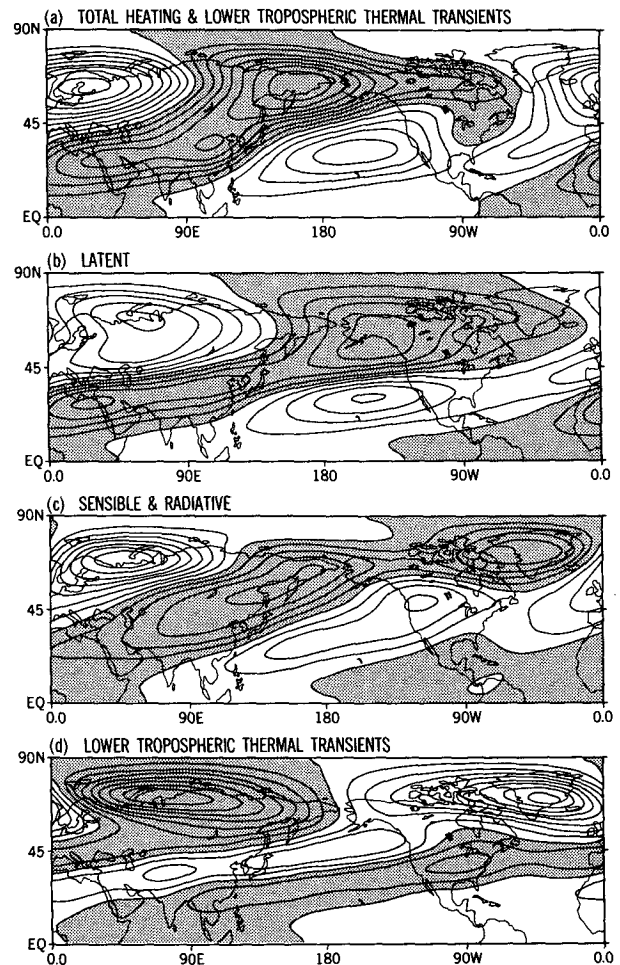 (a) TOTAL HEATING & LOWER TROPOSPHERIC THERMAL TRANSIENTS
90N
45
EQ
0.0 90E 180 90W 0.0
(b) LATENT
90N
45
EQ
0.0 90E 180 90W 0.0
(c) SENSIBLE & RADIATIVE
90N
45
EQ
0.0 90E 180 90W 0.0
(d) LOWER TROPOSPHERIC THERMAL TRANSIENTS
90N
45
EQ
0.0 90E 180 90W 0.0